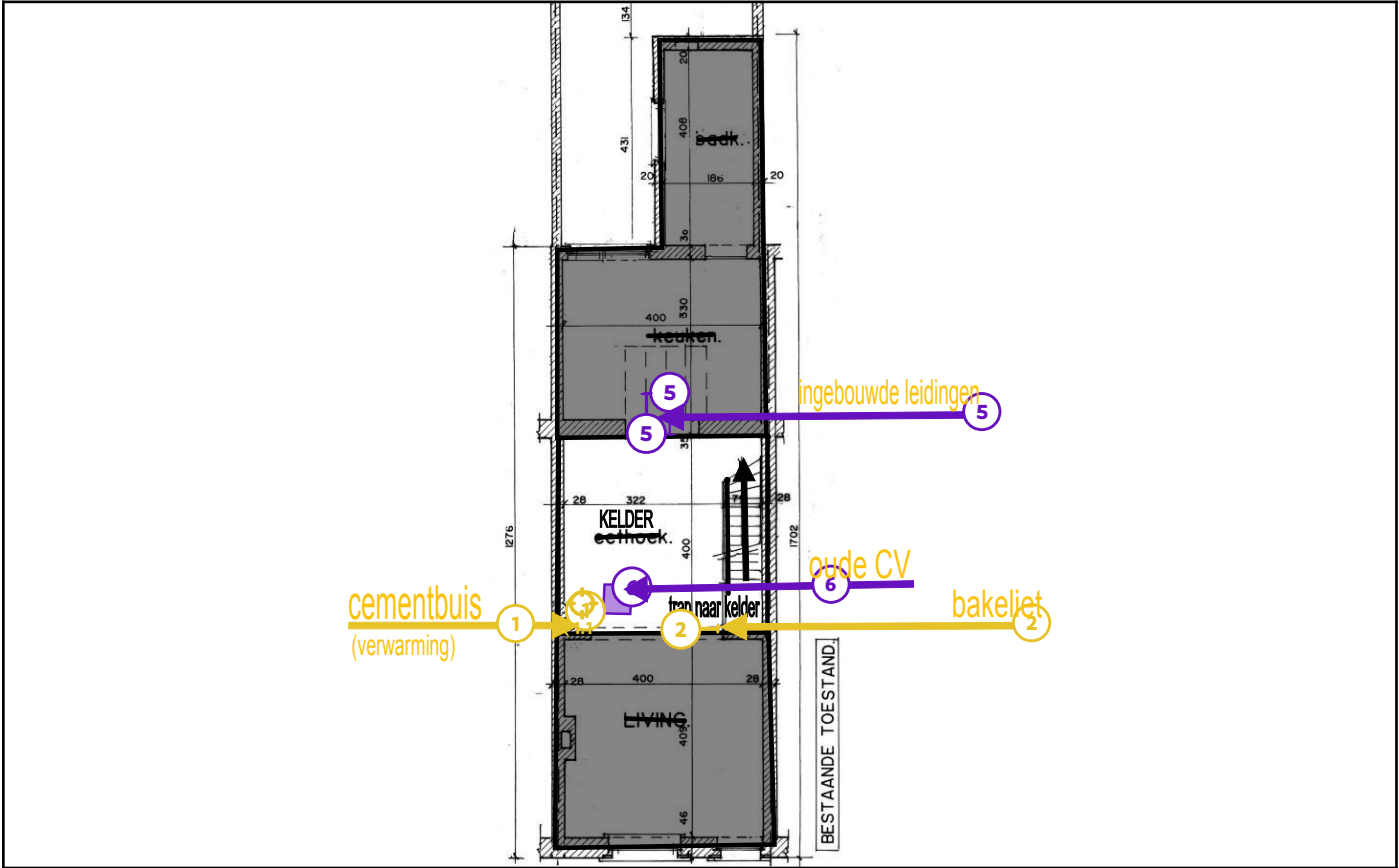 134
20
431
408
badk.
20
186
20
30
330
400
keuken.
ingebouwde leidingen
5
5
5
35
28
322
28
KELDER
eethoek.
1276
400
1702
oude CV
6
trap naar kelder
cementbuis
1
(verwarming)
1
2
bakeliet
2
28
400
28
LIVING.
409
46
BESTAANDE TOESTAND.